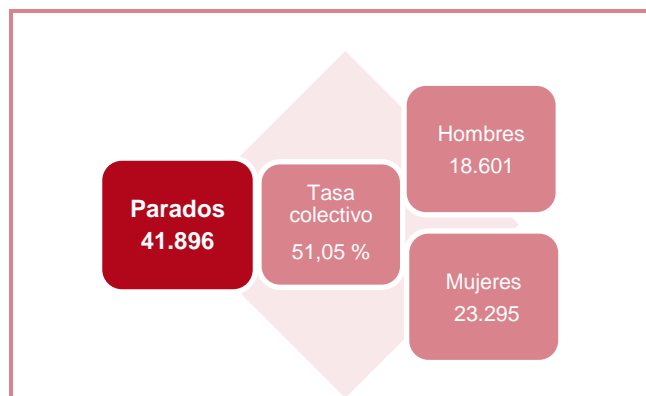 Parados
41.896
Tasa
colectivo
51,05 %
Hombres
18.601
Mujeres
23.295